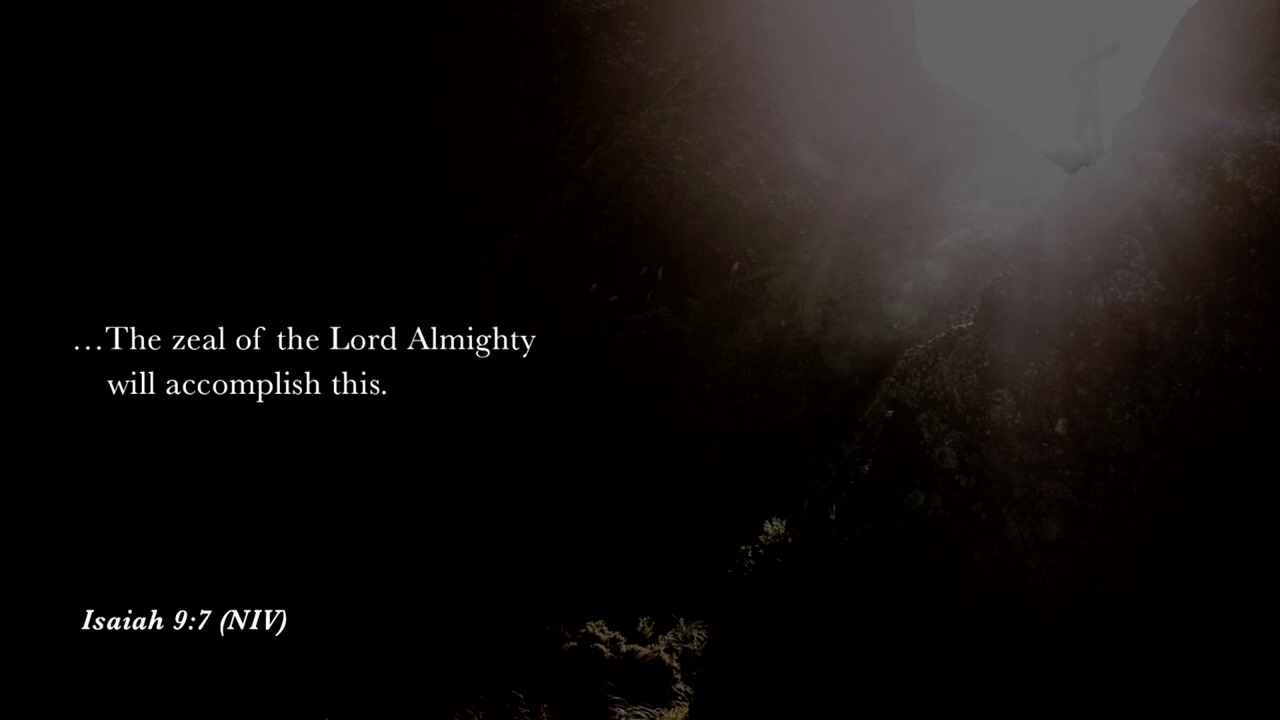 …The zeal of the Lord Almighty
will accomplish this.
Isaiah 9:7 (NIV)